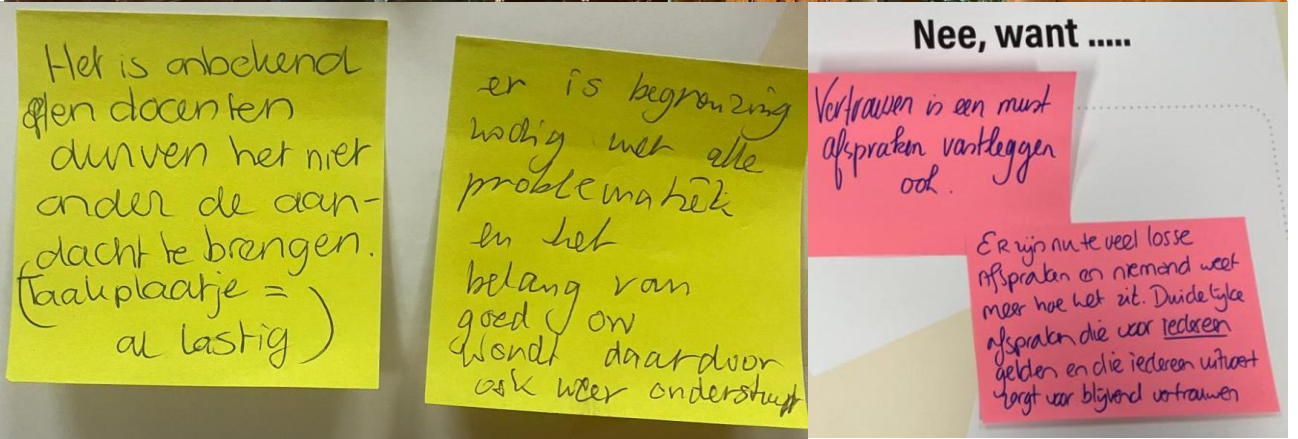 Het is onbekend
en docenten
durven het niet
onder de aan-
dacht te brengen.
(Taakplaatje =
al lastig)
er is begrenzing
nodig met alle
problematiek
en het
belang van
goed ow
wordt daardoor
ook weer ondersteunt
Nee, want .....
Vertrouwen is een must
afspraken vastleggen
ook.
Er zijn nu te veel losse
Afspraken en niemand weet
meer hoe het zit. Duidelijke
afspraken die voor iedereen
gelden en die iedereen uitvoert
zorgt voor blijvend vertrouwen